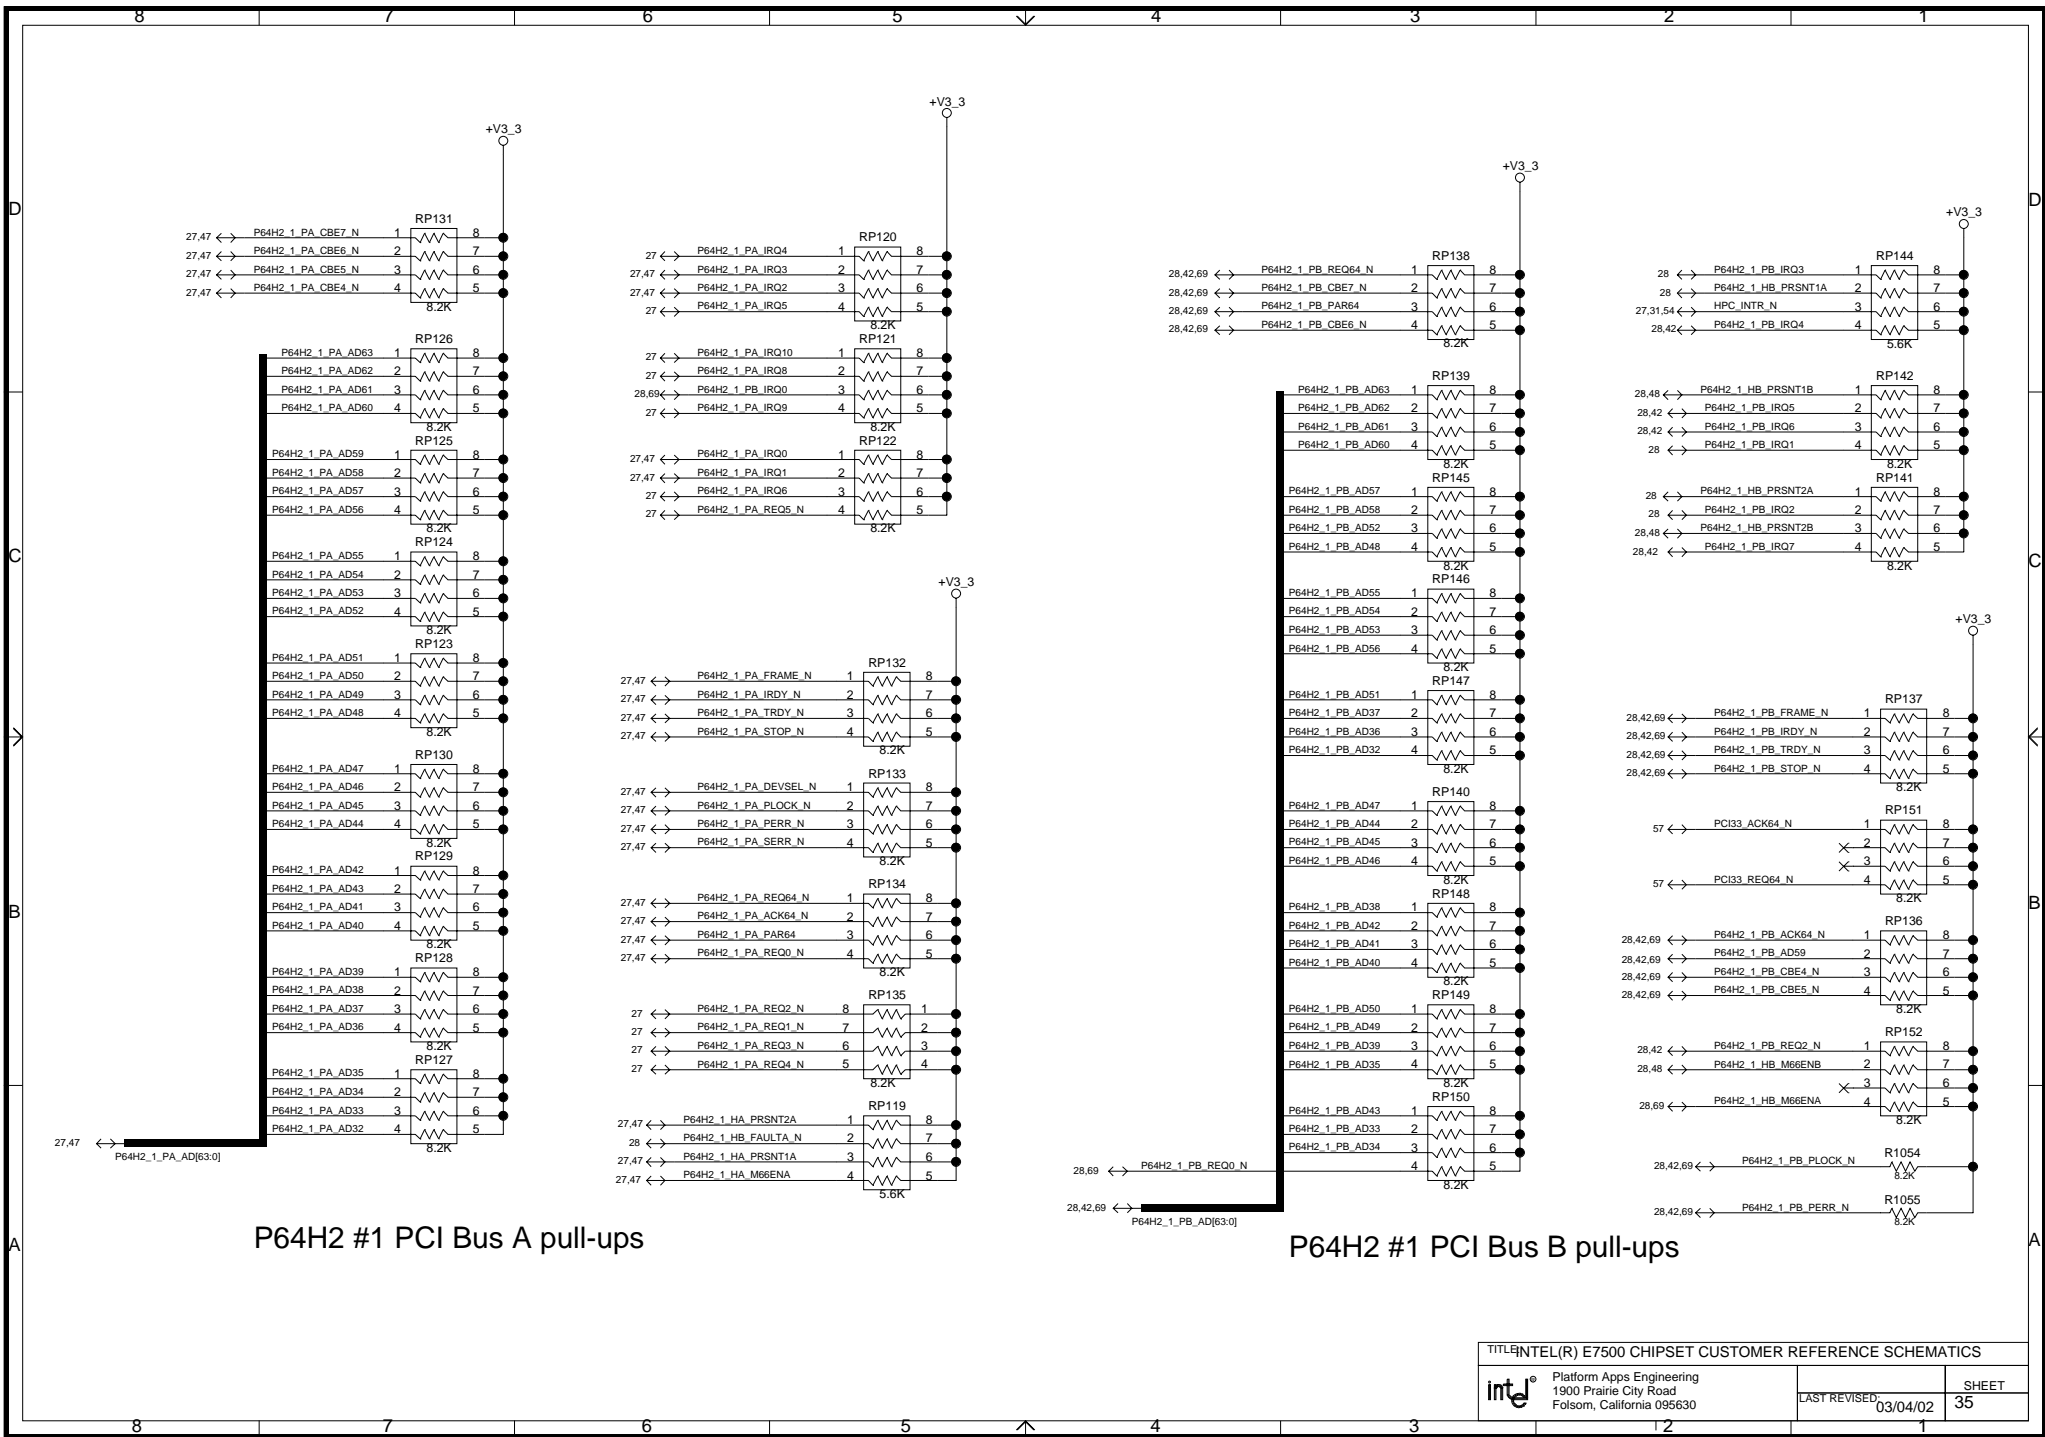 8 7 6 5 4 3 2 1
D
C
B
A
+V3_3
RP131
27,47 P64H2_1_PA_CBE7_N 1 8
27,47 P64H2_1_PA_CBE6_N 2 7
27,47 P64H2_1_PA_CBE5_N 3 6
27,47 P64H2_1_PA_CBE4_N 4 5
8.2K
RP126
P64H2_1_PA_AD63 1 8
P64H2_1_PA_AD62 2 7
P64H2_1_PA_AD61 3 6
P64H2_1_PA_AD60 4 5
8.2K
RP125
P64H2_1_PA_AD59 1 8
P64H2_1_PA_AD58 2 7
P64H2_1_PA_AD57 3 6
P64H2_1_PA_AD56 4 5
8.2K
RP124
P64H2_1_PA_AD55 1 8
P64H2_1_PA_AD54 2 7
P64H2_1_PA_AD53 3 6
P64H2_1_PA_AD52 4 5
8.2K
RP123
P64H2_1_PA_AD51 1 8
P64H2_1_PA_AD50 2 7
P64H2_1_PA_AD49 3 6
P64H2_1_PA_AD48 4 5
8.2K
RP130
P64H2_1_PA_AD47 1 8
P64H2_1_PA_AD46 2 7
P64H2_1_PA_AD45 3 6
P64H2_1_PA_AD44 4 5
8.2K
RP129
P64H2_1_PA_AD42 1 8
P64H2_1_PA_AD43 2 7
P64H2_1_PA_AD41 3 6
P64H2_1_PA_AD40 4 5
8.2K
RP128
P64H2_1_PA_AD39 1 8
P64H2_1_PA_AD38 2 7
P64H2_1_PA_AD37 3 6
P64H2_1_PA_AD36 4 5
8.2K
RP127
P64H2_1_PA_AD35 1 8
P64H2_1_PA_AD34 2 7
P64H2_1_PA_AD33 3 6
P64H2_1_PA_AD32 4 5
8.2K
27,47
P64H2_1_PA_AD[63:0]
+V3_3
RP120
27 P64H2_1_PA_IRQ4 1 8
27,47 P64H2_1_PA_IRQ3 2 7
27,47 P64H2_1_PA_IRQ2 3 6
27 P64H2_1_PA_IRQ5 4 5
8.2K
RP121
27 P64H2_1_PA_IRQ10 1 8
27 P64H2_1_PA_IRQ8 2 7
28,69 P64H2_1_PB_IRQ0 3 6
27 P64H2_1_PA_IRQ9 4 5
8.2K
RP122
27,47 P64H2_1_PA_IRQ0 1 8
27,47 P64H2_1_PA_IRQ1 2 7
27 P64H2_1_PA_IRQ6 3 6
27 P64H2_1_PA_REQ5_N 4 5
8.2K
+V3_3
RP132
27,47 P64H2_1_PA_FRAME_N 1 8
27,47 P64H2_1_PA_IRDY_N 2 7
27,47 P64H2_1_PA_TRDY_N 3 6
27,47 P64H2_1_PA_STOP_N 4 5
8.2K
RP133
27,47 P64H2_1_PA_DEVSEL_N 1 8
27,47 P64H2_1_PA_PLOCK_N 2 7
27,47 P64H2_1_PA_PERR_N 3 6
27,47 P64H2_1_PA_SERR_N 4 5
8.2K
RP134
27,47 P64H2_1_PA_REQ64_N 1 8
27,47 P64H2_1_PA_ACK64_N 2 7
27,47 P64H2_1_PA_PAR64 3 6
27,47 P64H2_1_PA_REQ0_N 4 5
8.2K
RP135
27 P64H2_1_PA_REQ2_N 8 1
27 P64H2_1_PA_REQ1_N 7 2
27 P64H2_1_PA_REQ3_N 6 3
27 P64H2_1_PA_REQ4_N 5 4
8.2K
RP119
27,47 P64H2_1_HA_PRSNT2A 1 8
28 P64H2_1_HB_FAULTA_N 2 7
27,47 P64H2_1_HA_PRSNT1A 3 6
27,47 P64H2_1_HA_M66ENA 4 5
5.6K
P64H2 #1 PCI Bus A pull-ups
+V3_3
RP138
28,42,69 P64H2_1_PB_REQ64_N 1 8
28,42,69 P64H2_1_PB_CBE7_N 2 7
28,42,69 P64H2_1_PB_PAR64 3 6
28,42,69 P64H2_1_PB_CBE6_N 4 5
8.2K
RP139
P64H2_1_PB_AD63 1 8
P64H2_1_PB_AD62 2 7
P64H2_1_PB_AD61 3 6
P64H2_1_PB_AD60 4 5
8.2K
RP145
P64H2_1_PB_AD57 1 8
P64H2_1_PB_AD58 2 7
P64H2_1_PB_AD52 3 6
P64H2_1_PB_AD48 4 5
8.2K
RP146
P64H2_1_PB_AD55 1 8
P64H2_1_PB_AD54 2 7
P64H2_1_PB_AD53 3 6
P64H2_1_PB_AD56 4 5
8.2K
RP147
P64H2_1_PB_AD51 1 8
P64H2_1_PB_AD37 2 7
P64H2_1_PB_AD36 3 6
P64H2_1_PB_AD32 4 5
8.2K
RP140
P64H2_1_PB_AD47 1 8
P64H2_1_PB_AD44 2 7
P64H2_1_PB_AD45 3 6
P64H2_1_PB_AD46 4 5
8.2K
RP148
P64H2_1_PB_AD38 1 8
P64H2_1_PB_AD42 2 7
P64H2_1_PB_AD41 3 6
P64H2_1_PB_AD40 4 5
8.2K
RP149
P64H2_1_PB_AD50 1 8
P64H2_1_PB_AD49 2 7
P64H2_1_PB_AD39 3 6
P64H2_1_PB_AD35 4 5
8.2K
RP150
P64H2_1_PB_AD43 1 8
P64H2_1_PB_AD33 2 7
P64H2_1_PB_AD34 3 6
28,69 P64H2_1_PB_REQ0_N 4 5
8.2K
28,42,69
P64H2_1_PB_AD[63:0]
+V3_3
RP144
28 P64H2_1_PB_IRQ3 1 8
28 P64H2_1_HB_PRSNT1A 2 7
27,31,54 HPC_INTR_N 3 6
28,42 P64H2_1_PB_IRQ4 4 5
5.6K
RP142
28,48 P64H2_1_HB_PRSNT1B 1 8
28,42 P64H2_1_PB_IRQ5 2 7
28,42 P64H2_1_PB_IRQ6 3 6
28 P64H2_1_PB_IRQ1 4 5
8.2K
RP141
28 P64H2_1_HB_PRSNT2A 1 8
28 P64H2_1_PB_IRQ2 2 7
28,48 P64H2_1_HB_PRSNT2B 3 6
28,42 P64H2_1_PB_IRQ7 4 5
8.2K
+V3_3
RP137
28,42,69 P64H2_1_PB_FRAME_N 1 8
28,42,69 P64H2_1_PB_IRDY_N 2 7
28,42,69 P64H2_1_PB_TRDY_N 3 6
28,42,69 P64H2_1_PB_STOP_N 4 5
8.2K
RP151
57 PCI33_ACK64_N 1 8
2 7
3 6
57 PCI33_REQ64_N 4 5
8.2K
RP136
28,42,69 P64H2_1_PB_ACK64_N 1 8
28,42,69 P64H2_1_PB_AD59 2 7
28,42,69 P64H2_1_PB_CBE4_N 3 6
28,42,69 P64H2_1_PB_CBE5_N 4 5
8.2K
RP152
28,42 P64H2_1_PB_REQ2_N 1 8
28,48 P64H2_1_HB_M66ENB 2 7
3 6
28,69 P64H2_1_HB_M66ENA 4 5
8.2K
R1054
28,42,69 P64H2_1_PB_PLOCK_N
8.2K
R1055
28,42,69 P64H2_1_PB_PERR_N
8.2K
P64H2 #1 PCI Bus B pull-ups
D
C
B
A
TITLE: INTEL(R) E7500 CHIPSET CUSTOMER REFERENCE SCHEMATICS
intel®
Platform Apps Engineering
1900 Prairie City Road
Folsom, California 095630
LAST REVISED: 03/04/02
SHEET
35
8 7 6 5 4 3 2 1